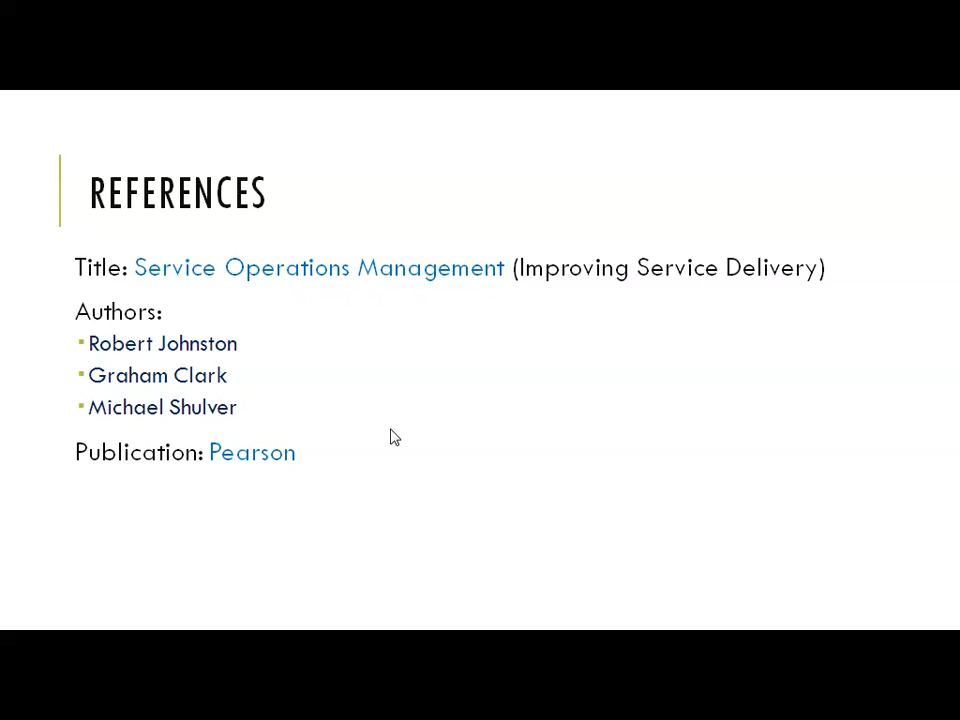 REFERENCES
Title: Service Operations Management (Improving Service Delivery)
Authors:
Robert Johnston
Graham Clark
Michael Shulver
Publication: Pearson